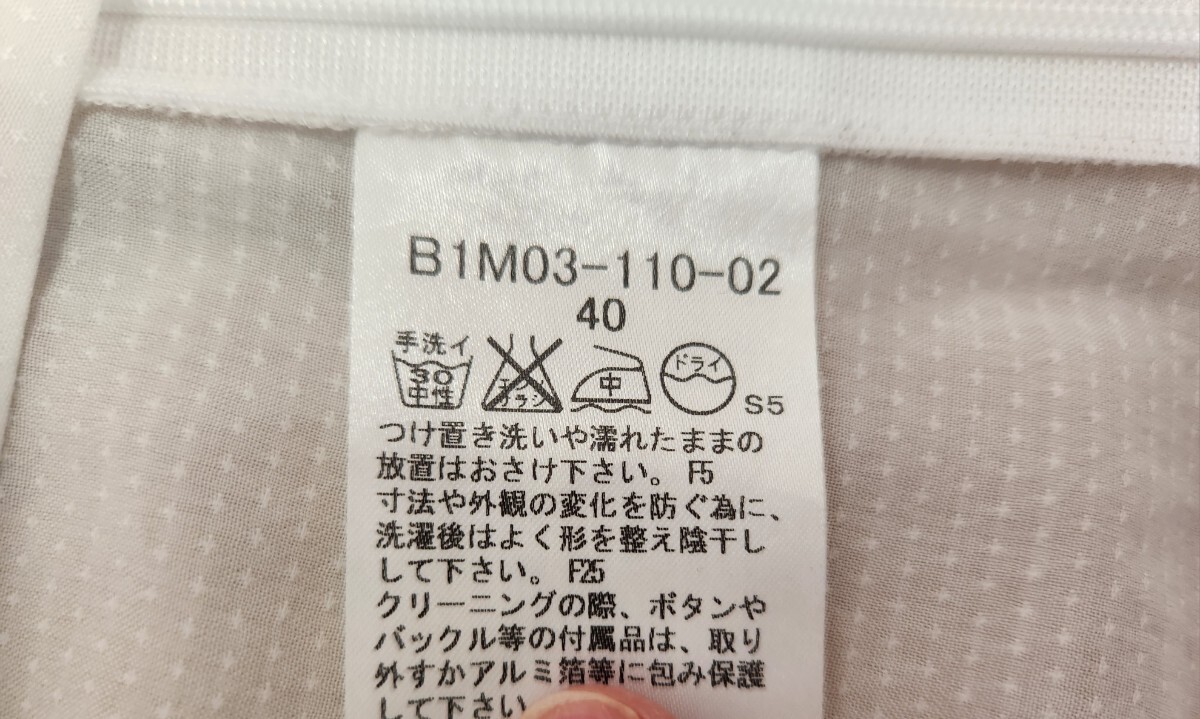 B1M03-110-02
40
手洗イ
30
中性
エンソ
サラシ
中
ドライ
S5
つけ置き洗いや濡れたままの
放置はおさけ下さい。 F5
寸法や外観の変化を防ぐ為に、
洗濯後はよく形を整え陰干し
して下さい。 F25
クリーニングの際、ボタンや
バックル等の付属品は、取り
外すかアルミ箔等に包み保護
して下さい